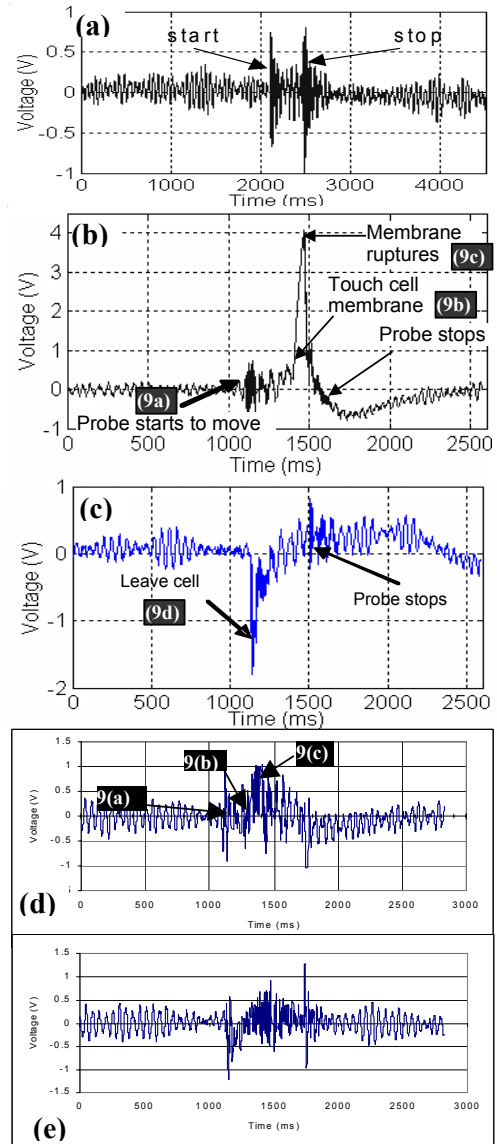 (a)
start
stop
1
0.5
0
-0.5
-1
Voltage (V)
0 1000 2000 3000 4000
Time (ms)
(b)
4
3
2
1
0
-1
Voltage (V)
Membrane
ruptures (9c)
Touch cell
membrane (9b)
Probe stops
(9a)
Probe starts to move
0 500 1000 1500 2000 2500
Time (ms)
(c)
1
0
-1
-2
Voltage (V)
Leave cell
(9d)
Probe stops
0 500 1000 1500 2000 2500
Time (ms)
1.5
1
0.5
0
-0.5
-1
Voltage (V)
9(a)
9(b)
9(c)
0 500 1000 1500 2000 2500 3000
Time (ms)
(d)
1.5
1
0.5
0
-0.5
-1
-1.5
Voltage (V)
0 500 1000 1500 2000 2500 3000
Time (ms)
(e)